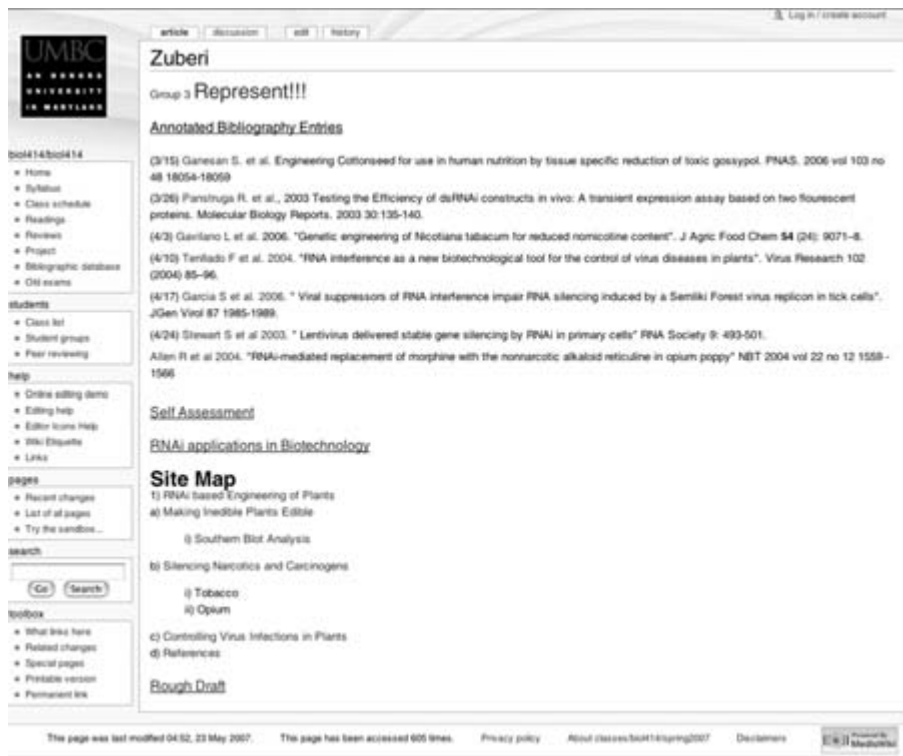 Log in / create account
article discussion edit history
UMBC
AN HONORS
UNIVERSITY
IN MARYLAND
Zuberi
Group 3 Represent!!!
Annotated Bibliography Entries
(3/15) Ganesan S. et al. Engineering Cottonseed for use in human nutrition by tissue specific reduction of toxic gossypol. PNAS. 2006 vol 103 no
48 18054-18059
(3/26) Panstruga R. et al., 2003 Testing the Efficiency of dsRNAi constructs in vivo: A transient expression assay based on two flourescent
proteins. Molecular Biology Reports. 2003 30:135-140.
(4/3) Gavilano L et al. 2006. "Genetic engineering of Nicotiana tabacum for reduced nornicotine content". J Agric Food Chem 54 (24): 9071–8.
(4/10) Tenllado F et al. 2004. "RNA interference as a new biotechnological tool for the control of virus diseases in plants". Virus Research 102
(2004) 85–96.
(4/17) Garcia S et al. 2006. " Viral suppressors of RNA interference impair RNA silencing induced by a Semliki Forest virus replicon in tick cells".
JGen Virol 87 1985-1989.
(4/24) Stewart S et al 2003. " Lentivirus delivered stable gene silencing by RNAi in primary cells" RNA Society 9: 493-501.
Allen R et al 2004. "RNAi-mediated replacement of morphine with the nonnarcotic alkaloid reticuline in opium poppy" NBT 2004 vol 22 no 12 1559-
1566
Self Assessment
RNAi applications in Biotechnology
Site Map
1) RNAi based Engineering of Plants
a) Making Inedible Plants Edible
i) Southern Blot Analysis
b) Silencing Narcotics and Carcinogens
i) Tobacco
ii) Opium
c) Controlling Virus Infections in Plants
d) References
Rough Draft
biol414/biol414
Home
Syllabus
Class schedule
Readings
Reviews
Project
Bibliographic database
Old exams
students
Class list
Student groups
Peer reviewing
help
Online editing demo
Editing help
Editor Icons Help
Wiki Etiquette
Links
pages
Recent changes
List of all pages
Try the sandbox...
search
Go Search
toolbox
What links here
Related changes
Special pages
Printable version
Permanent link
This page was last modified 04:52, 23 May 2007. This page has been accessed 605 times. Privacy policy About classes/biol414/spring2007 Disclaimers
Powered By
MediaWiki